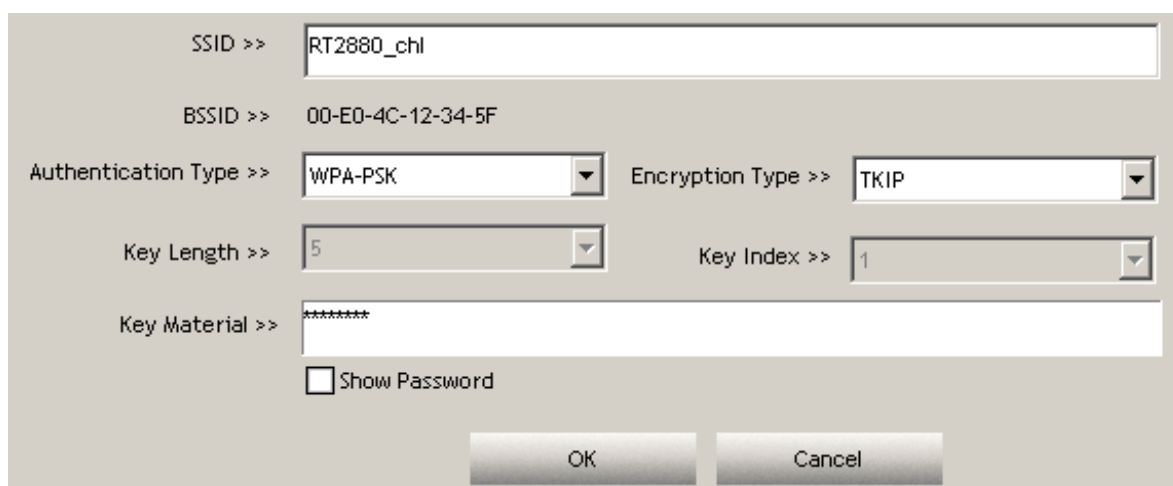 SSID >> RT2880_chl
BSSID >> 00-E0-4C-12-34-5F
Authentication Type >> WPA-PSK Encryption Type >> TKIP
Key Length >> 5 Key Index >> 1
Key Material >> ********
Show Password
OK Cancel